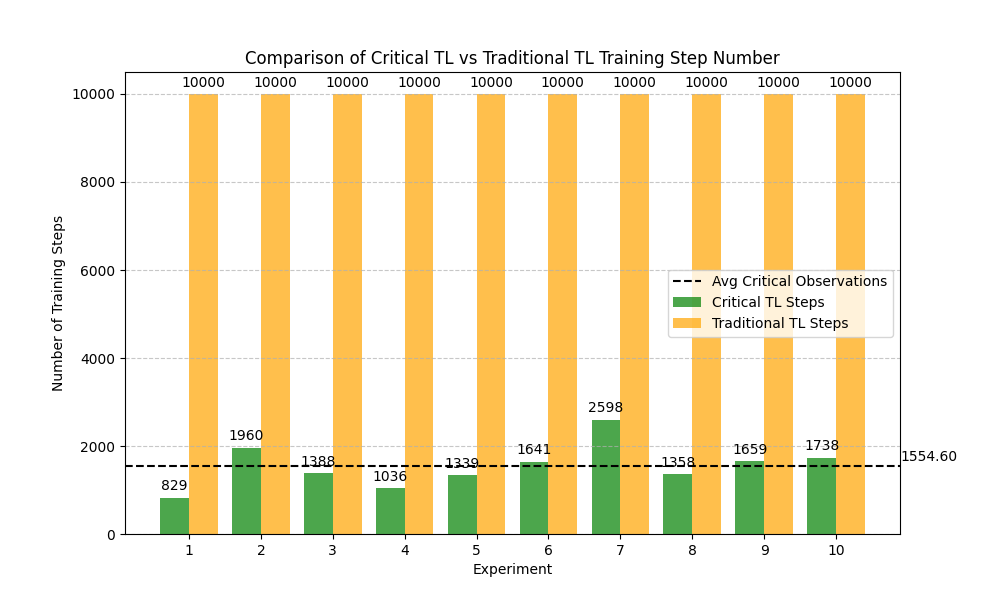 Comparison of Critical TL vs Traditional TL Training Step Number
10000 10000 10000 10000 10000 10000 10000 10000 10000 10000
10000
8000
6000
4000
2000
0
Number of Training Steps
Avg Critical Observations
Critical TL Steps
Traditional TL Steps
829 1960 1388 1036 1339 1641 2598 1358 1659 1738
1554.60
1 2 3 4 5 6 7 8 9 10
Experiment